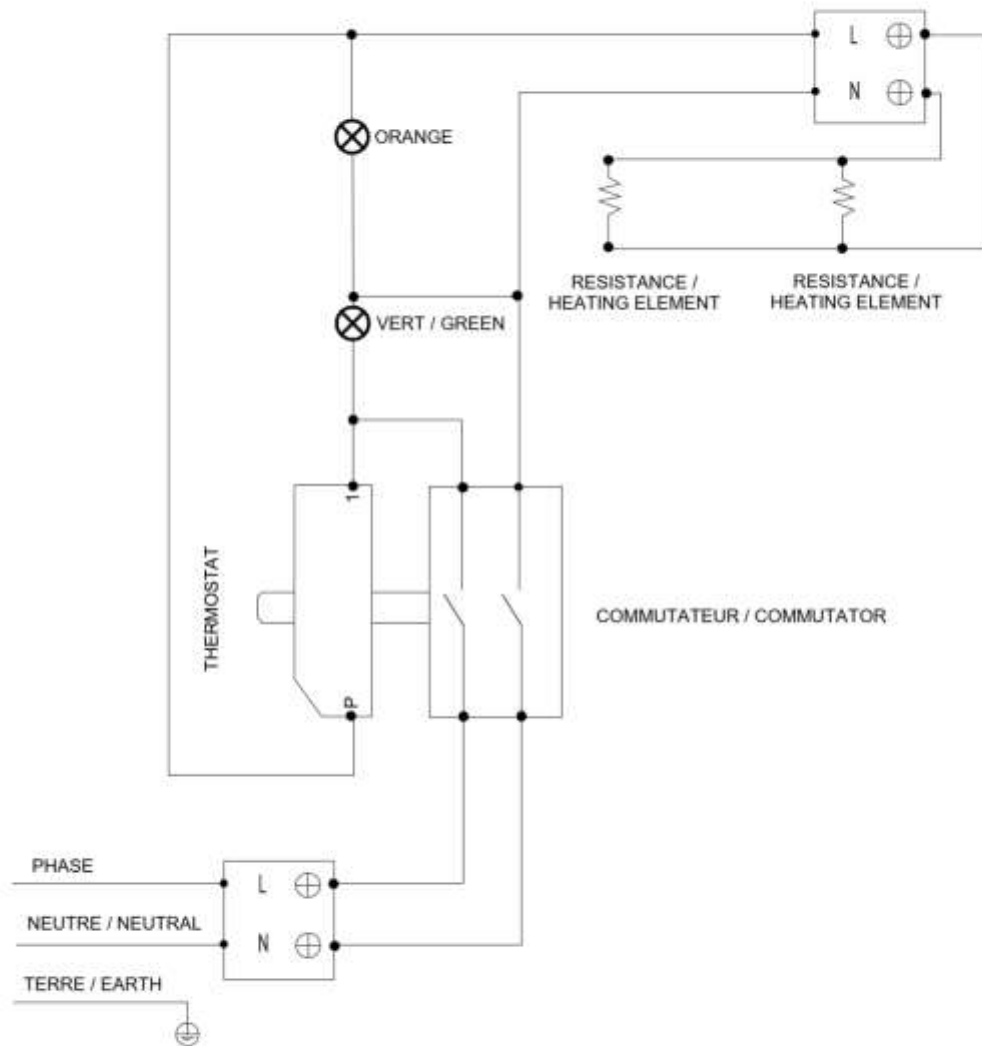 L
N
ORANGE
RESISTANCE /
HEATING ELEMENT
RESISTANCE /
HEATING ELEMENT
VERT / GREEN
1
THERMOSTAT
P
COMMUTATEUR / COMMUTATOR
PHASE
L
NEUTRE / NEUTRAL
N
TERRE / EARTH